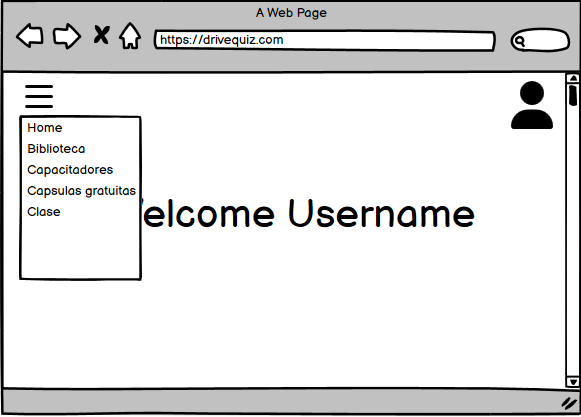 A Web Page
https://drivequiz.com
Home
Biblioteca
Capacitadores
Capsulas gratuitas
Clase
elcome Username